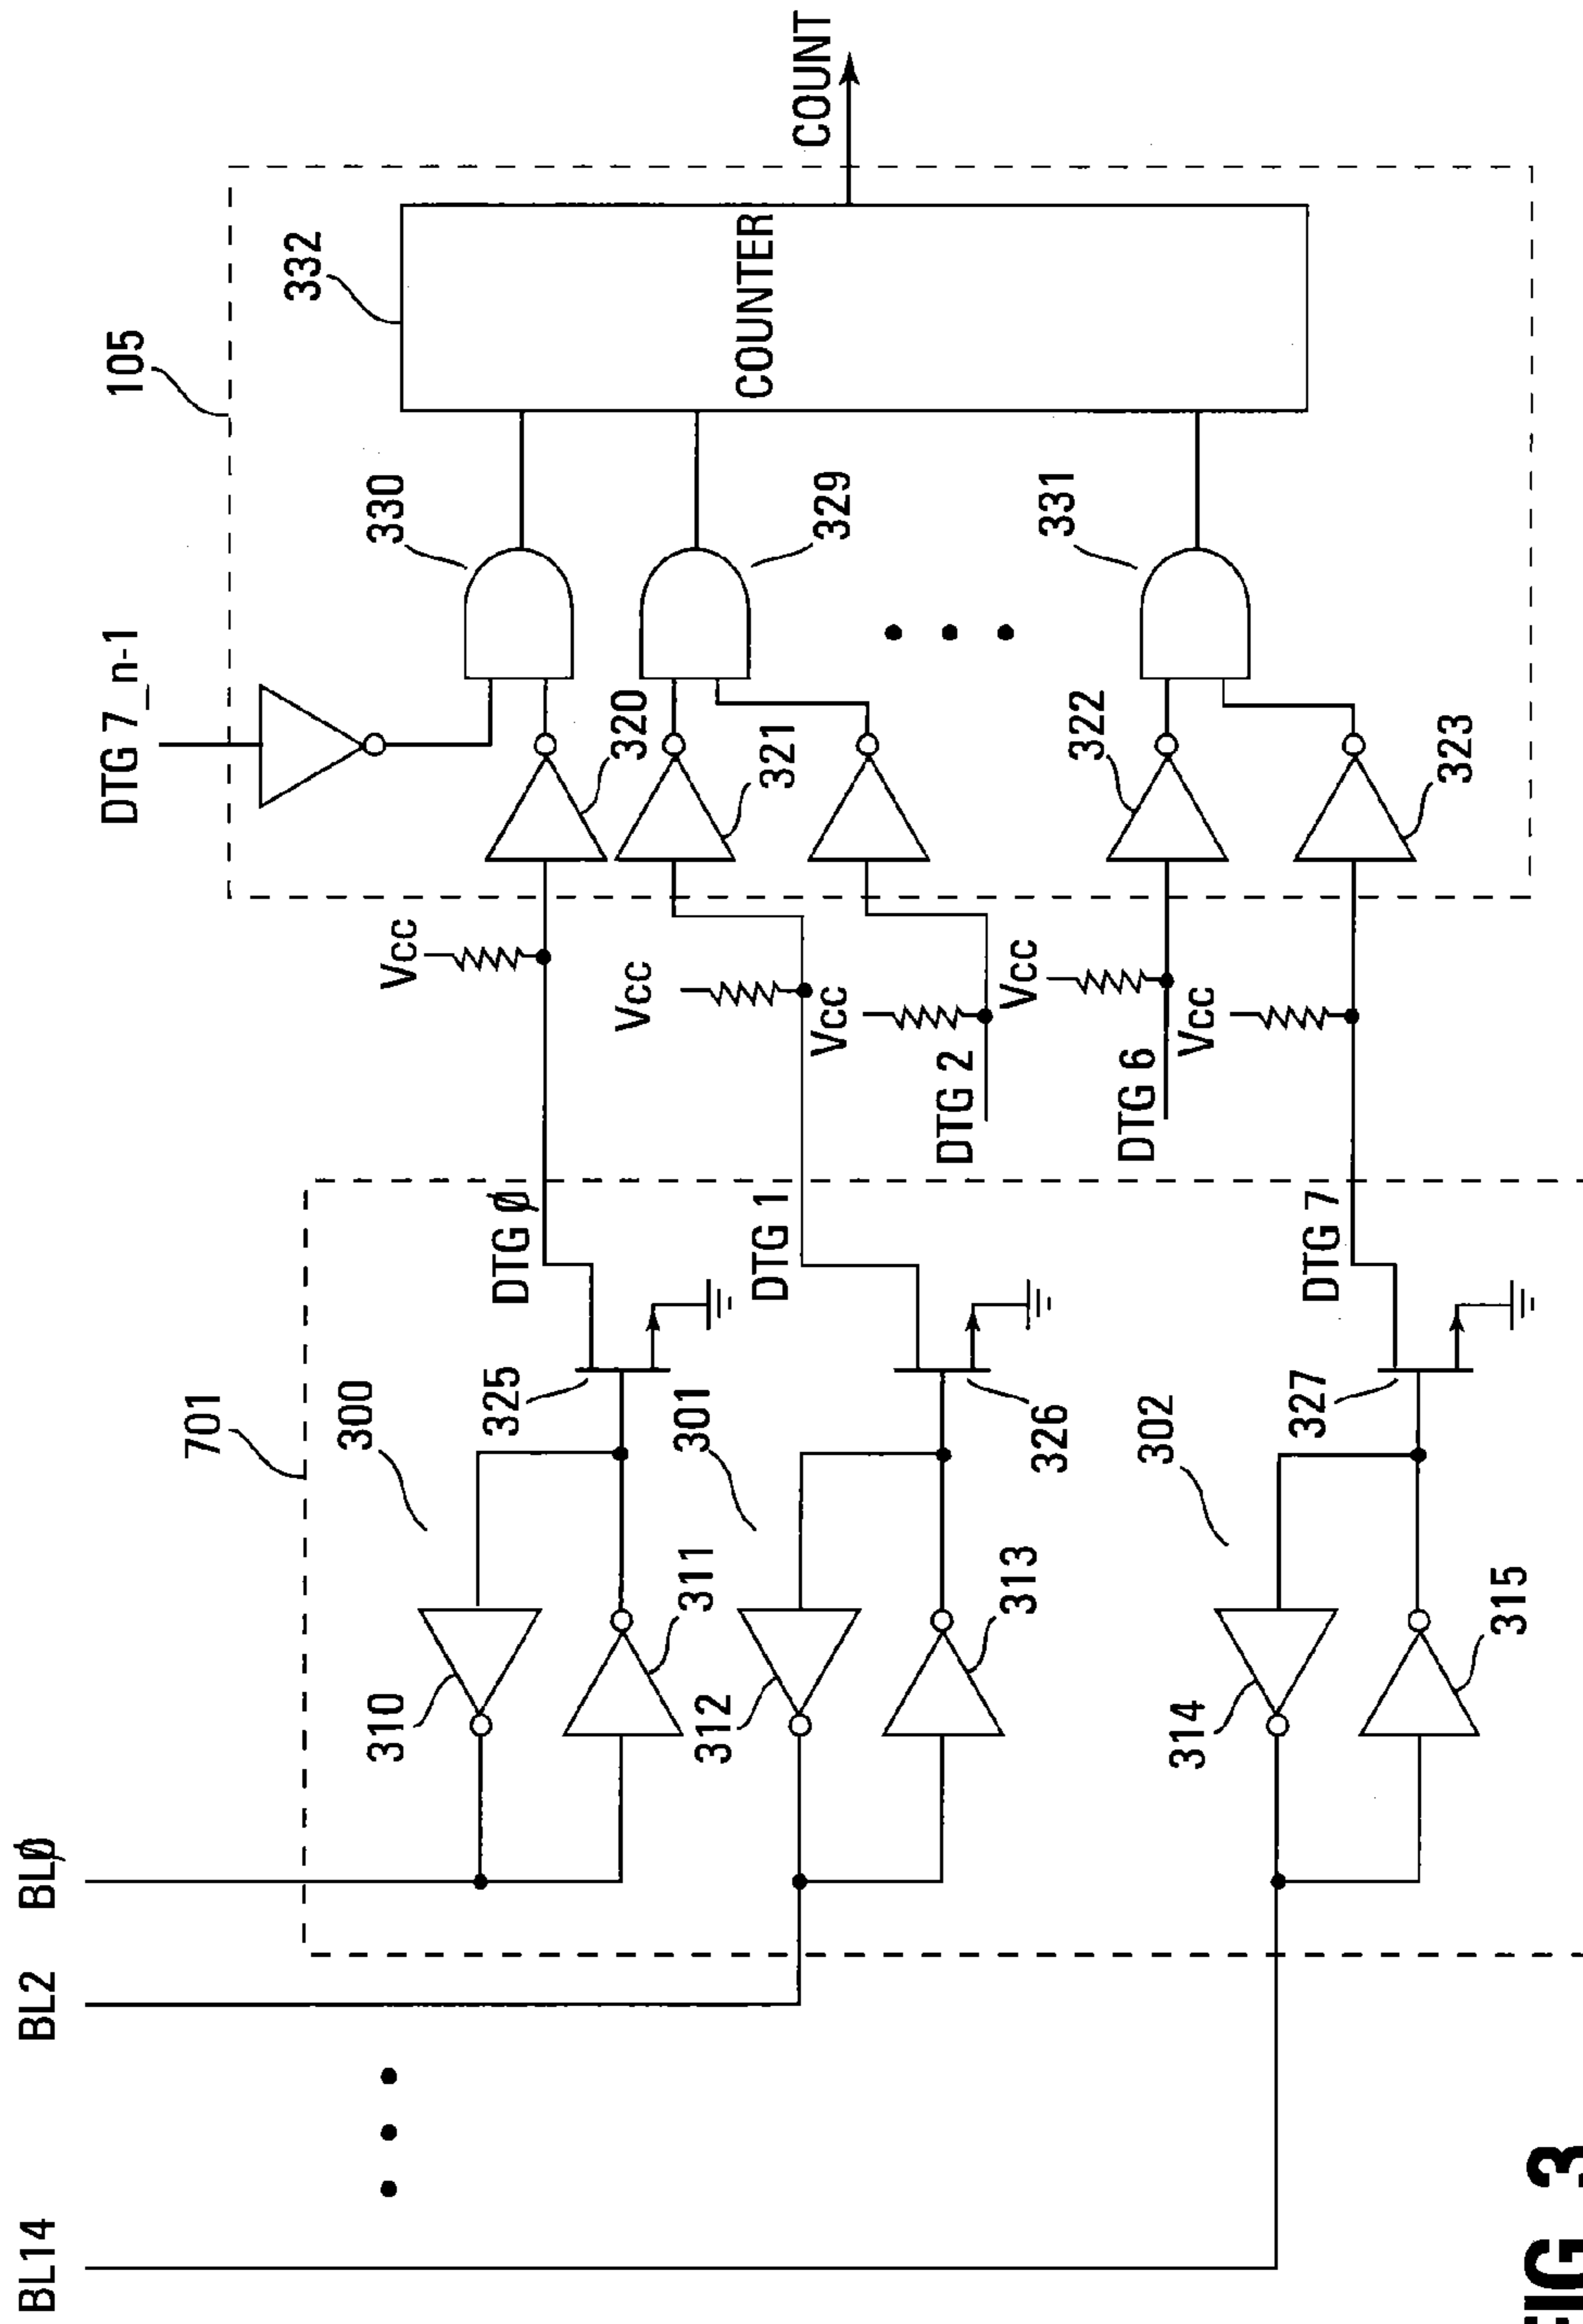 BL14
BL2
BLØ
701
300
310
311
325
DTG Ø
301
312
313
326
DTG 1
302
314
315
327
DTG 7
Vcc
Vcc
Vcc
DTG 2
Vcc
DTG 6
Vcc
DTG 7_n-1
105
320
321
322
323
330
329
331
332
COUNTER
COUNT
FIG. 3